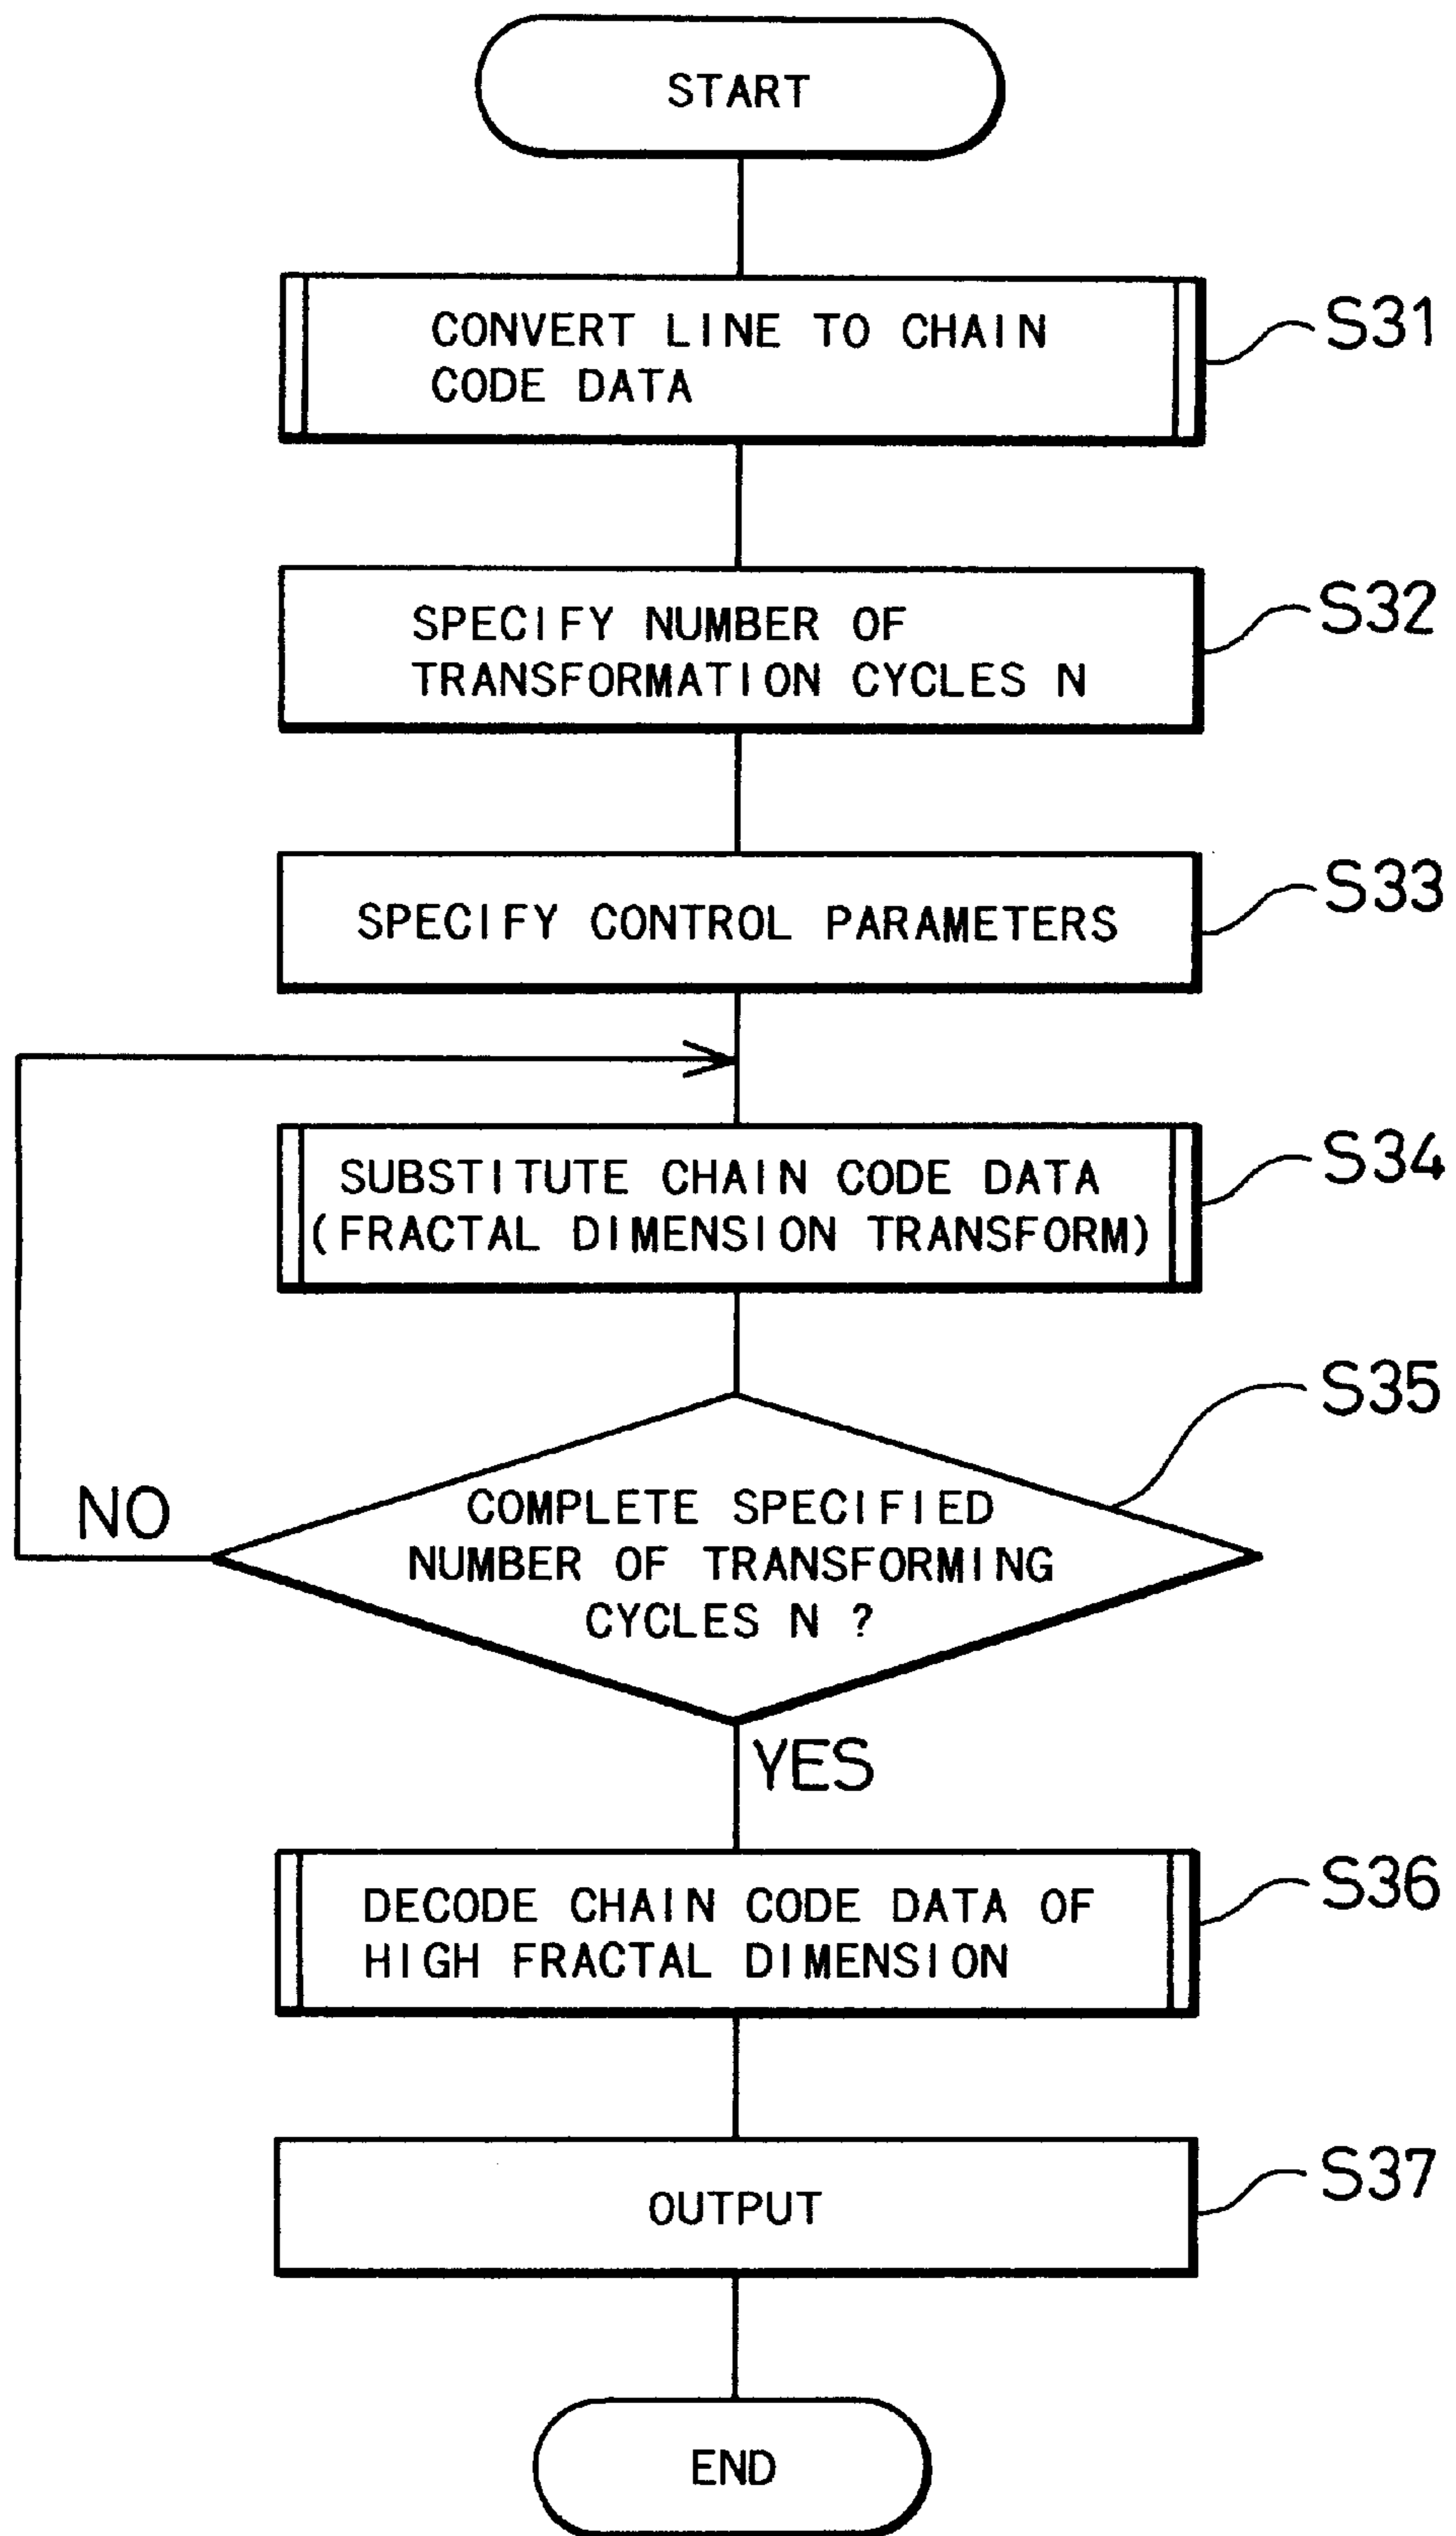 START
CONVERT LINE TO CHAIN
CODE DATA
S31
SPECIFY NUMBER OF
TRANSFORMATION CYCLES N
S32
SPECIFY CONTROL PARAMETERS
S33
SUBSTITUTE CHAIN CODE DATA
(FRACTAL DIMENSION TRANSFORM)
S34
COMPLETE SPECIFIED
NUMBER OF TRANSFORMING
CYCLES N ?
S35
NO
YES
DECODE CHAIN CODE DATA OF
HIGH FRACTAL DIMENSION
S36
OUTPUT
S37
END